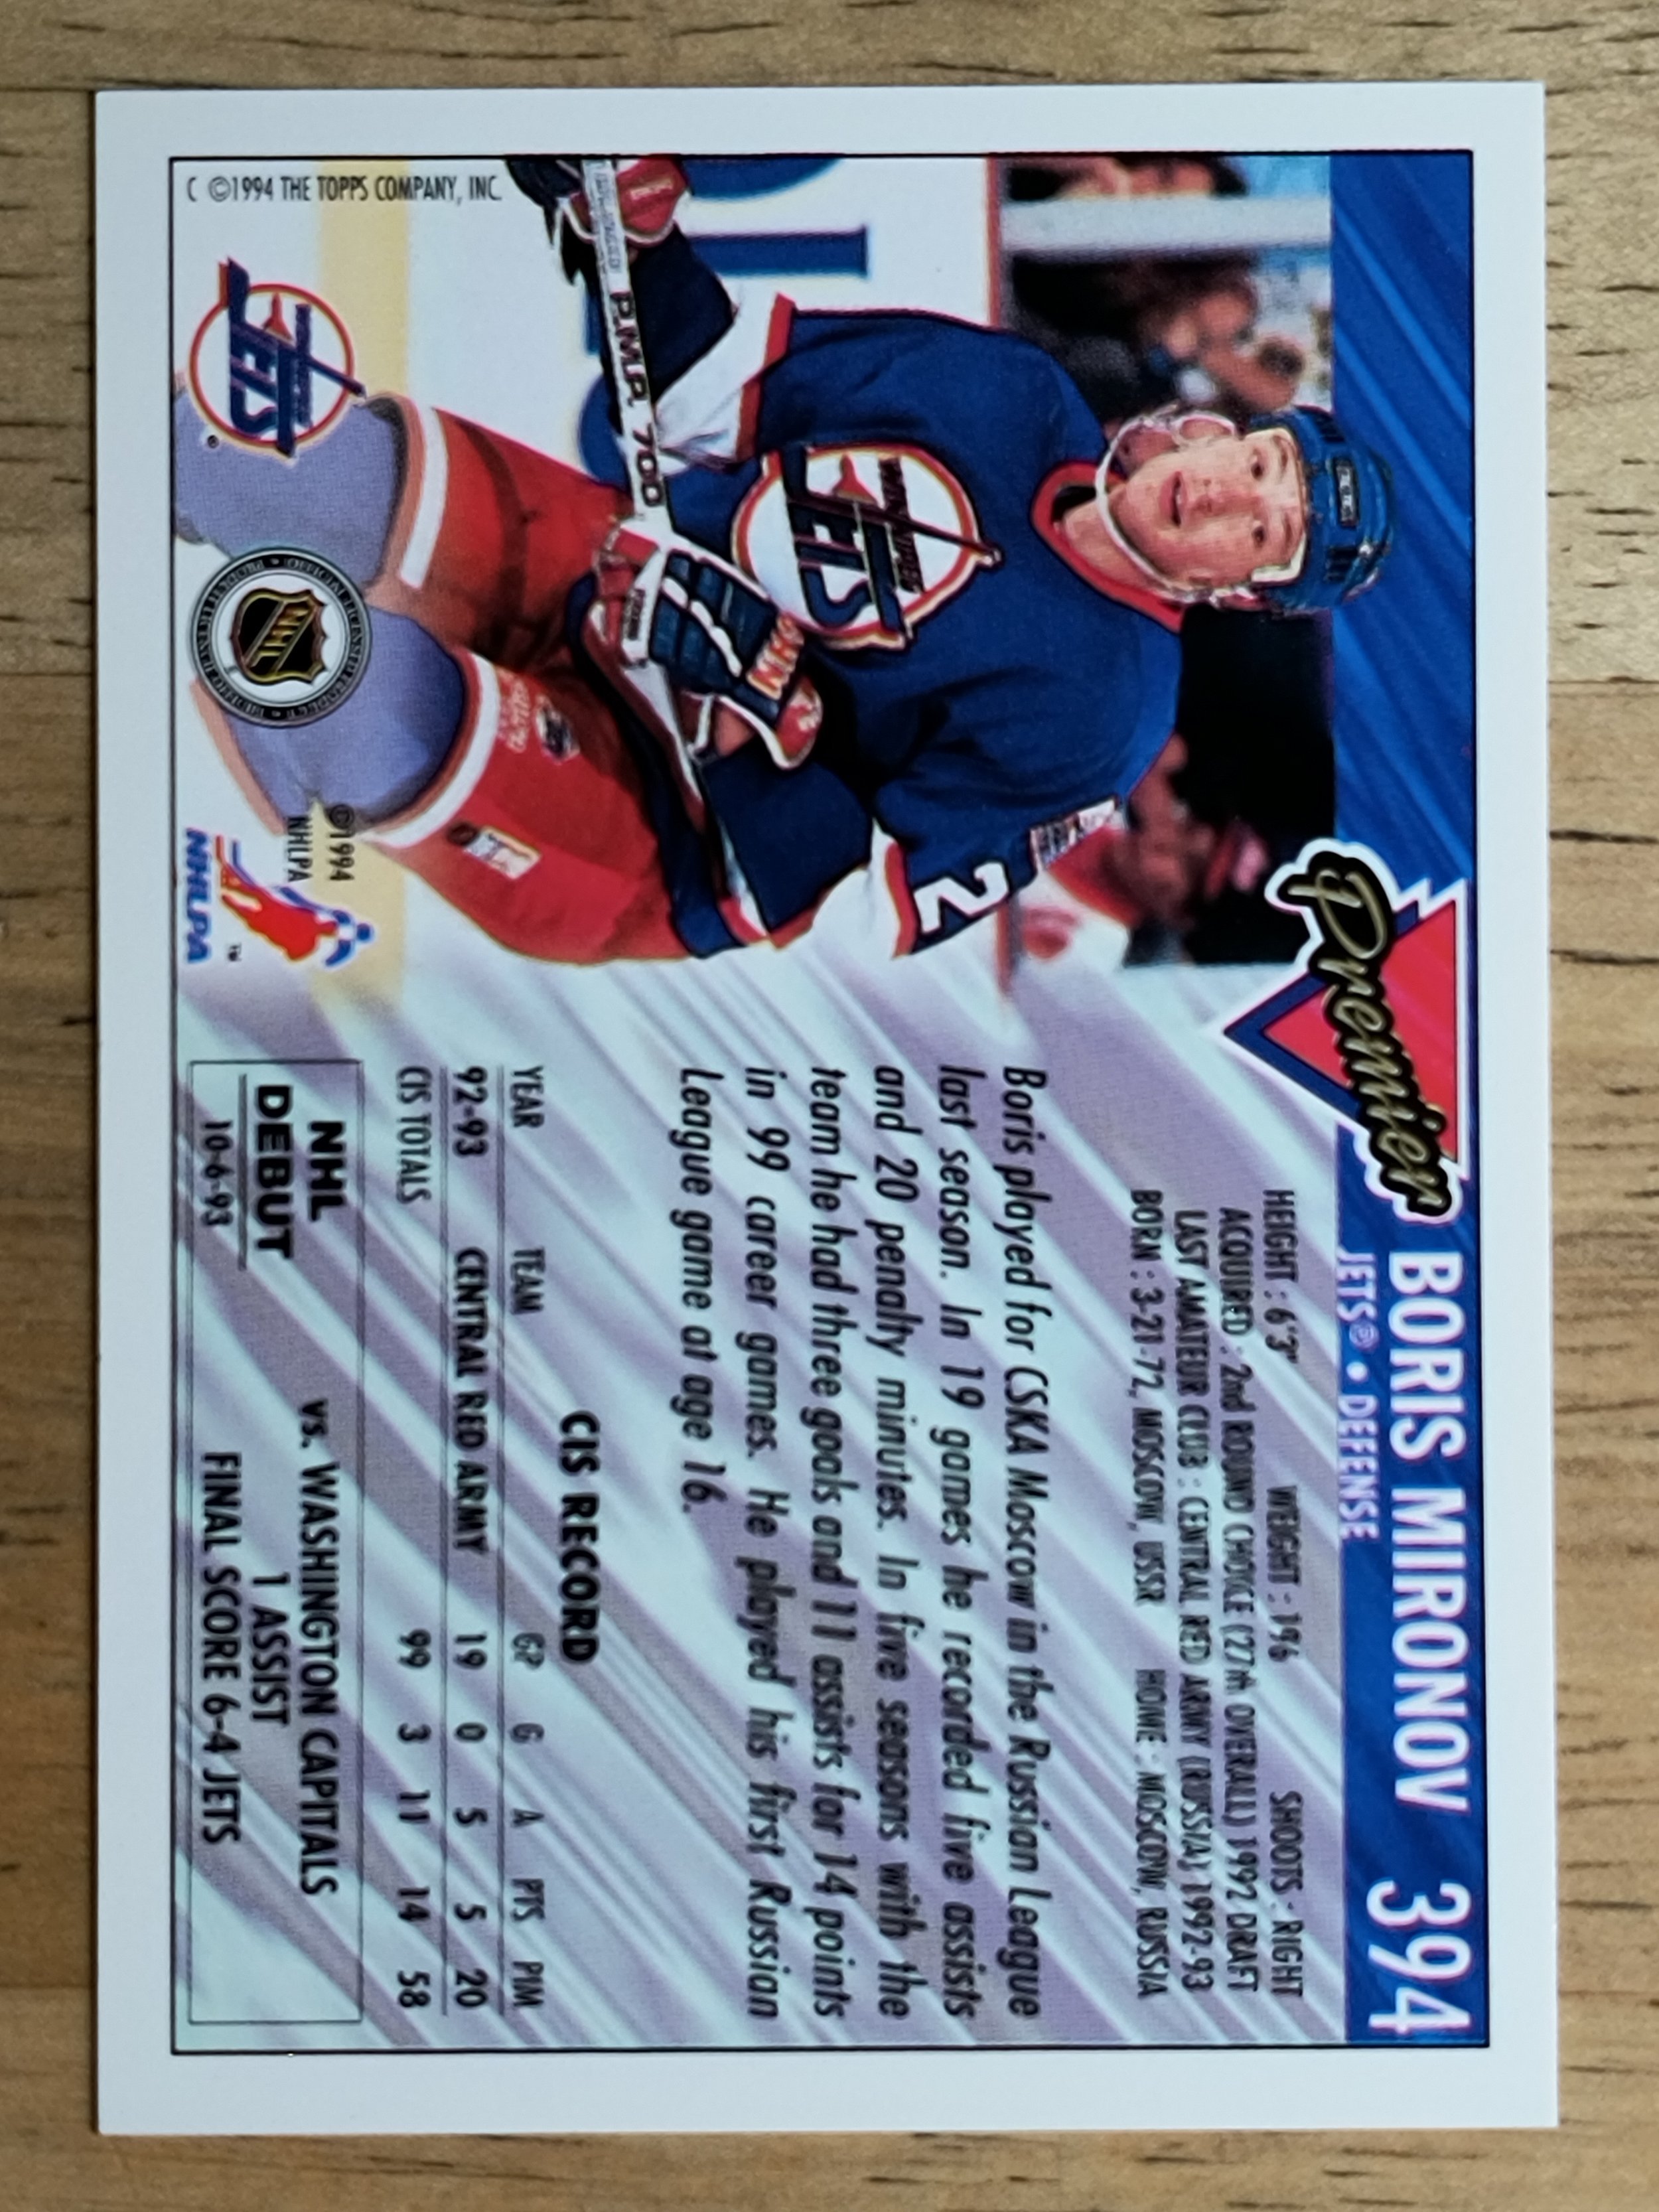 Premier
BORIS MIRONOV 394
JETS® • DEFENSE
HEIGHT : 6'3" WEIGHT : 196 SHOOTS : RIGHT
ACQUIRED : 2nd ROUND CHOICE (27th OVERALL) 1992 DRAFT
LAST AMATEUR CLUB : CENTRAL RED ARMY (RUSSIA) 1992-93
BORN : 3-21-72, MOSCOW, USSR HOME : MOSCOW, RUSSIA
Boris played for CSKA Moscow in the Russian League
last season. In 19 games he recorded five assists
and 20 penalty minutes. In five seasons with the
team he had three goals and 11 assists for 14 points
in 99 career games. He played his first Russian
League game at age 16.
CIS RECORD
YEAR TEAM GP G A PTS PIM
92-93 CENTRAL RED ARMY 19 0 5 5 20
CIS TOTALS 99 3 11 14 58
NHL
DEBUT
10-6-93
vs. WASHINGTON CAPITALS
1 ASSIST
FINAL SCORE 6-4 JETS
WINNIPEG
JETS
2
P.M.P. 700
C ©1994 THE TOPPS COMPANY, INC.
JETS
NHL
©1994
NHLPA
NHLPA
TM